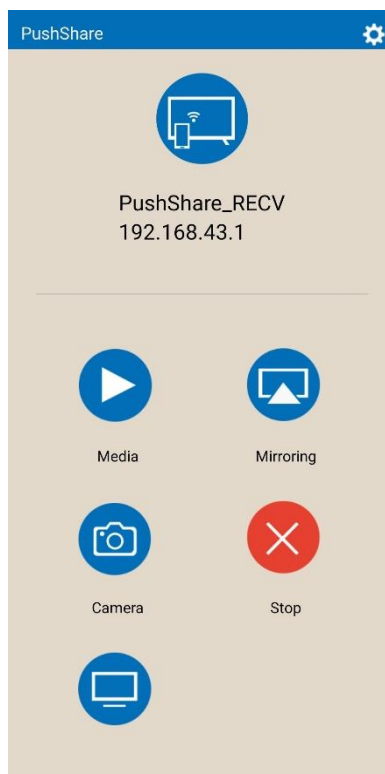 PushShare
PushShare_RECV
192.168.43.1
Media
Mirroring
Camera
Stop